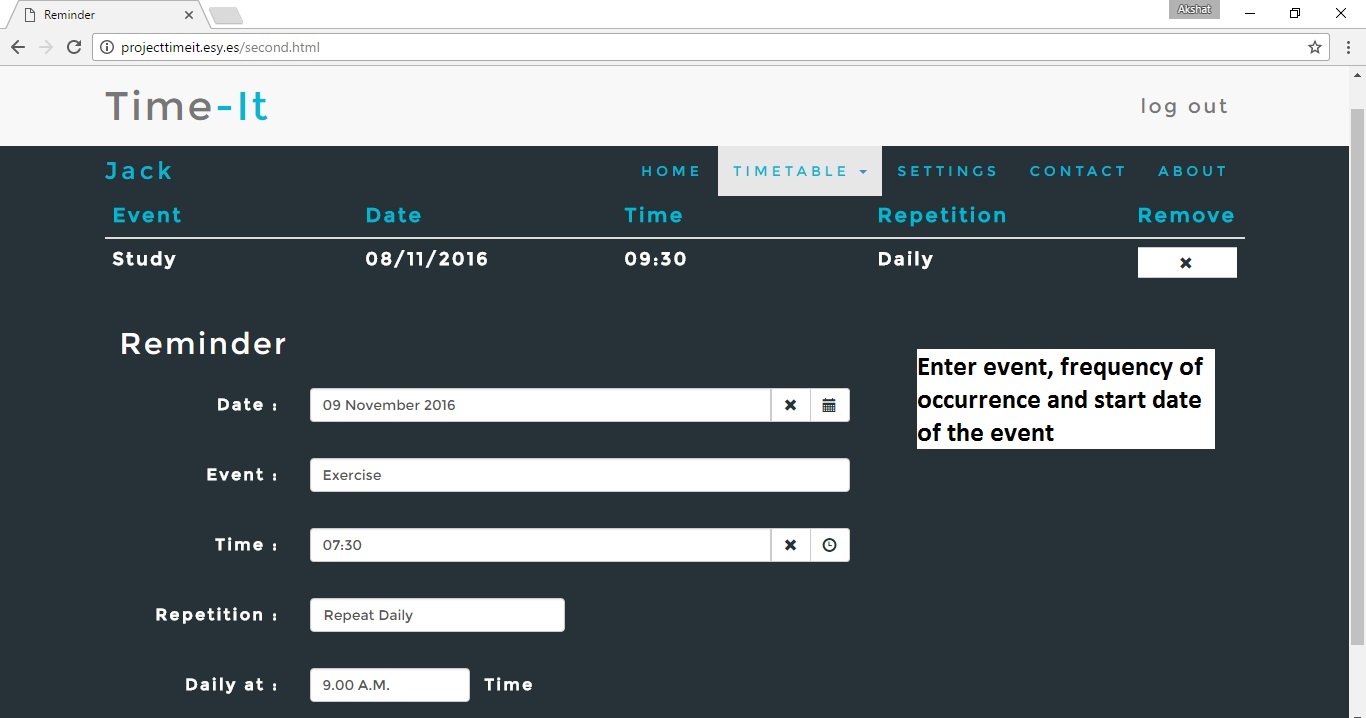 Reminder
Akshat
projecttimeit.esy.es/second.html
Time-It
log out
Jack HOME TIMETABLE SETTINGS CONTACT ABOUT
Event Date Time Repetition Remove
Study 08/11/2016 09:30 Daily
Reminder
Enter event, frequency of
occurrence and start date
of the event
Date : 09 November 2016
Event : Exercise
Time : 07:30
Repetition : Repeat Daily
Daily at : 9.00 A.M. Time